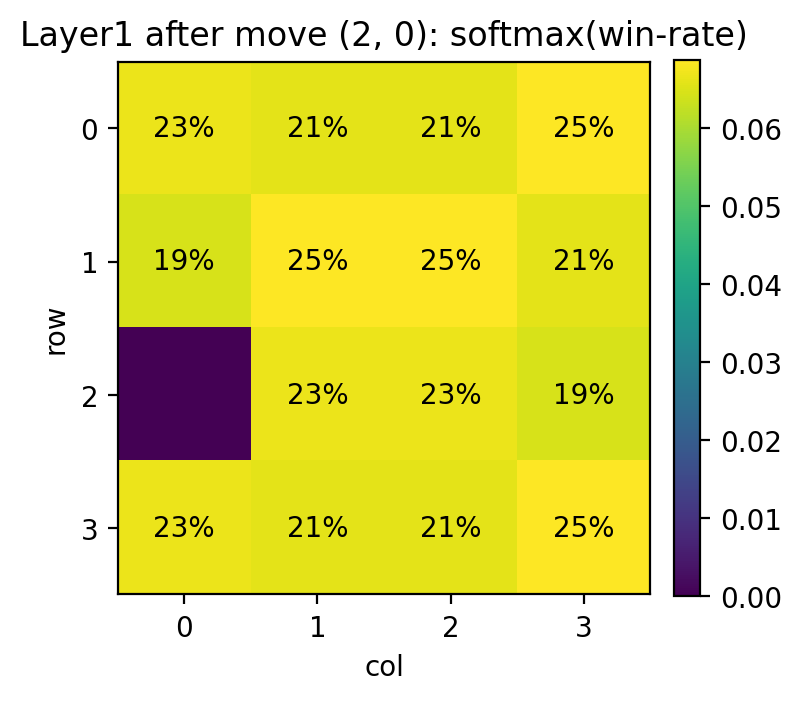 Layer1 after move (2, 0): softmax(win-rate)
0 23% 21% 21% 25% 0.06
1 19% 25% 25% 21% 0.05
0.04
row
0.03
2 23% 23% 19% 0.02
3 23% 21% 21% 25% 0.01
0.00
0 1 2 3
col